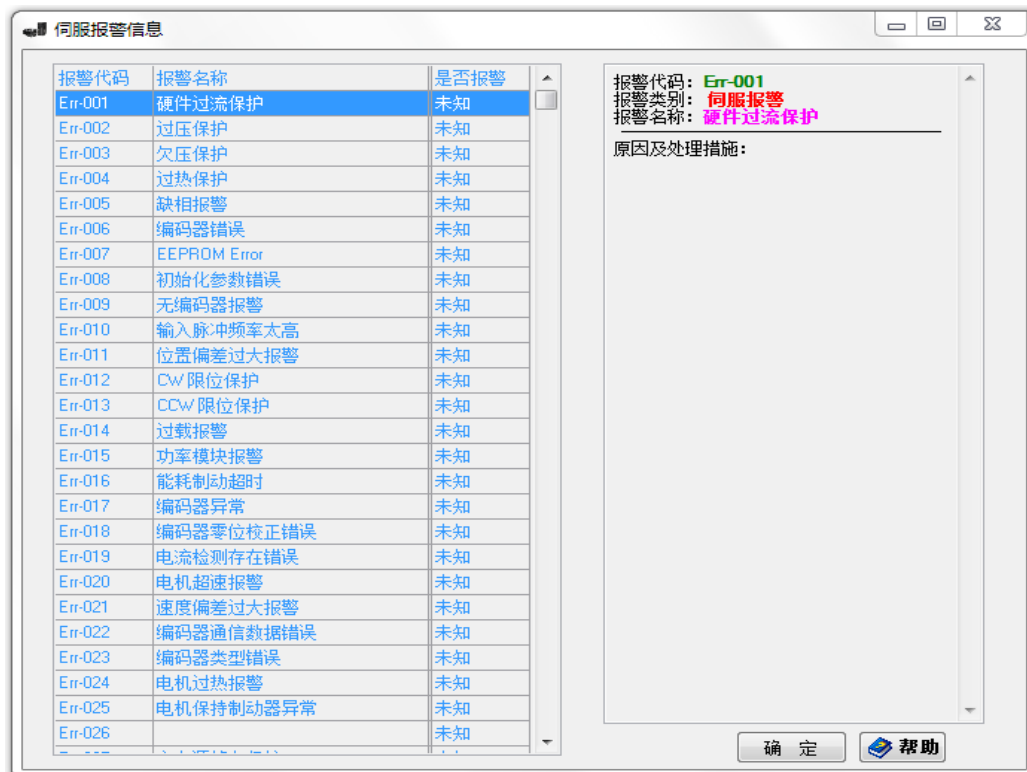 伺服报警信息
报警代码 报警名称 是否报警
Err-001 硬件过流保护 未知
Err-002 过压保护 未知
Err-003 欠压保护 未知
Err-004 过热保护 未知
Err-005 缺相报警 未知
Err-006 编码器错误 未知
Err-007 EEPROM Error 未知
Err-008 初始化参数错误 未知
Err-009 无编码器报警 未知
Err-010 输入脉冲频率太高 未知
Err-011 位置偏差过大报警 未知
Err-012 CW 限位保护 未知
Err-013 CCW 限位保护 未知
Err-014 过载报警 未知
Err-015 功率模块报警 未知
Err-016 能耗制动超时 未知
Err-017 编码器异常 未知
Err-018 编码器零位校正错误 未知
Err-019 电流检测存在错误 未知
Err-020 电机超速报警 未知
Err-021 速度偏差过大报警 未知
Err-022 编码器通信数据错误 未知
Err-023 编码器类型错误 未知
Err-024 电机过热报警 未知
Err-025 电机保持制动器异常 未知
Err-026 未知
报警代码：Err-001
报警类别：伺服报警
报警名称：硬件过流保护
原因及处理措施：
确 定
帮助